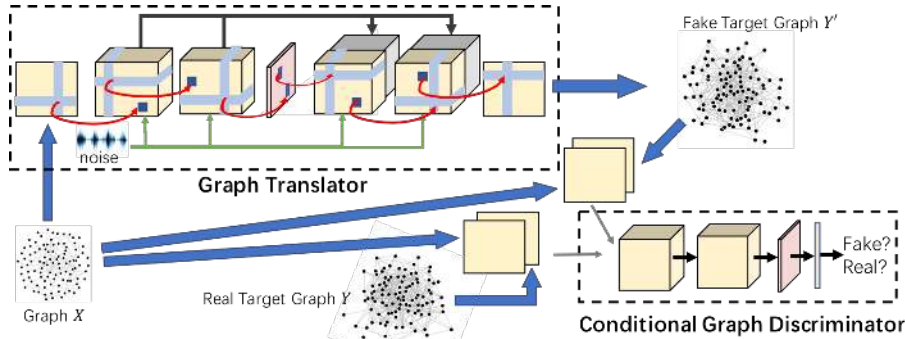 Fake Target Graph Y′
noise
Graph Translator
Fake?
Real?
Real Target Graph Y
Graph X
Conditional Graph Discriminator